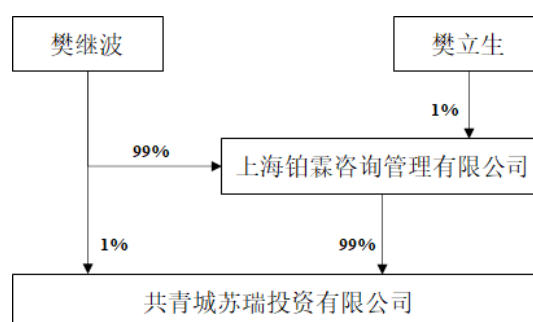 樊继波
樊立生
1%
99%
上海铂霖咨询管理有限公司
1%
99%
共青城苏瑞投资有限公司